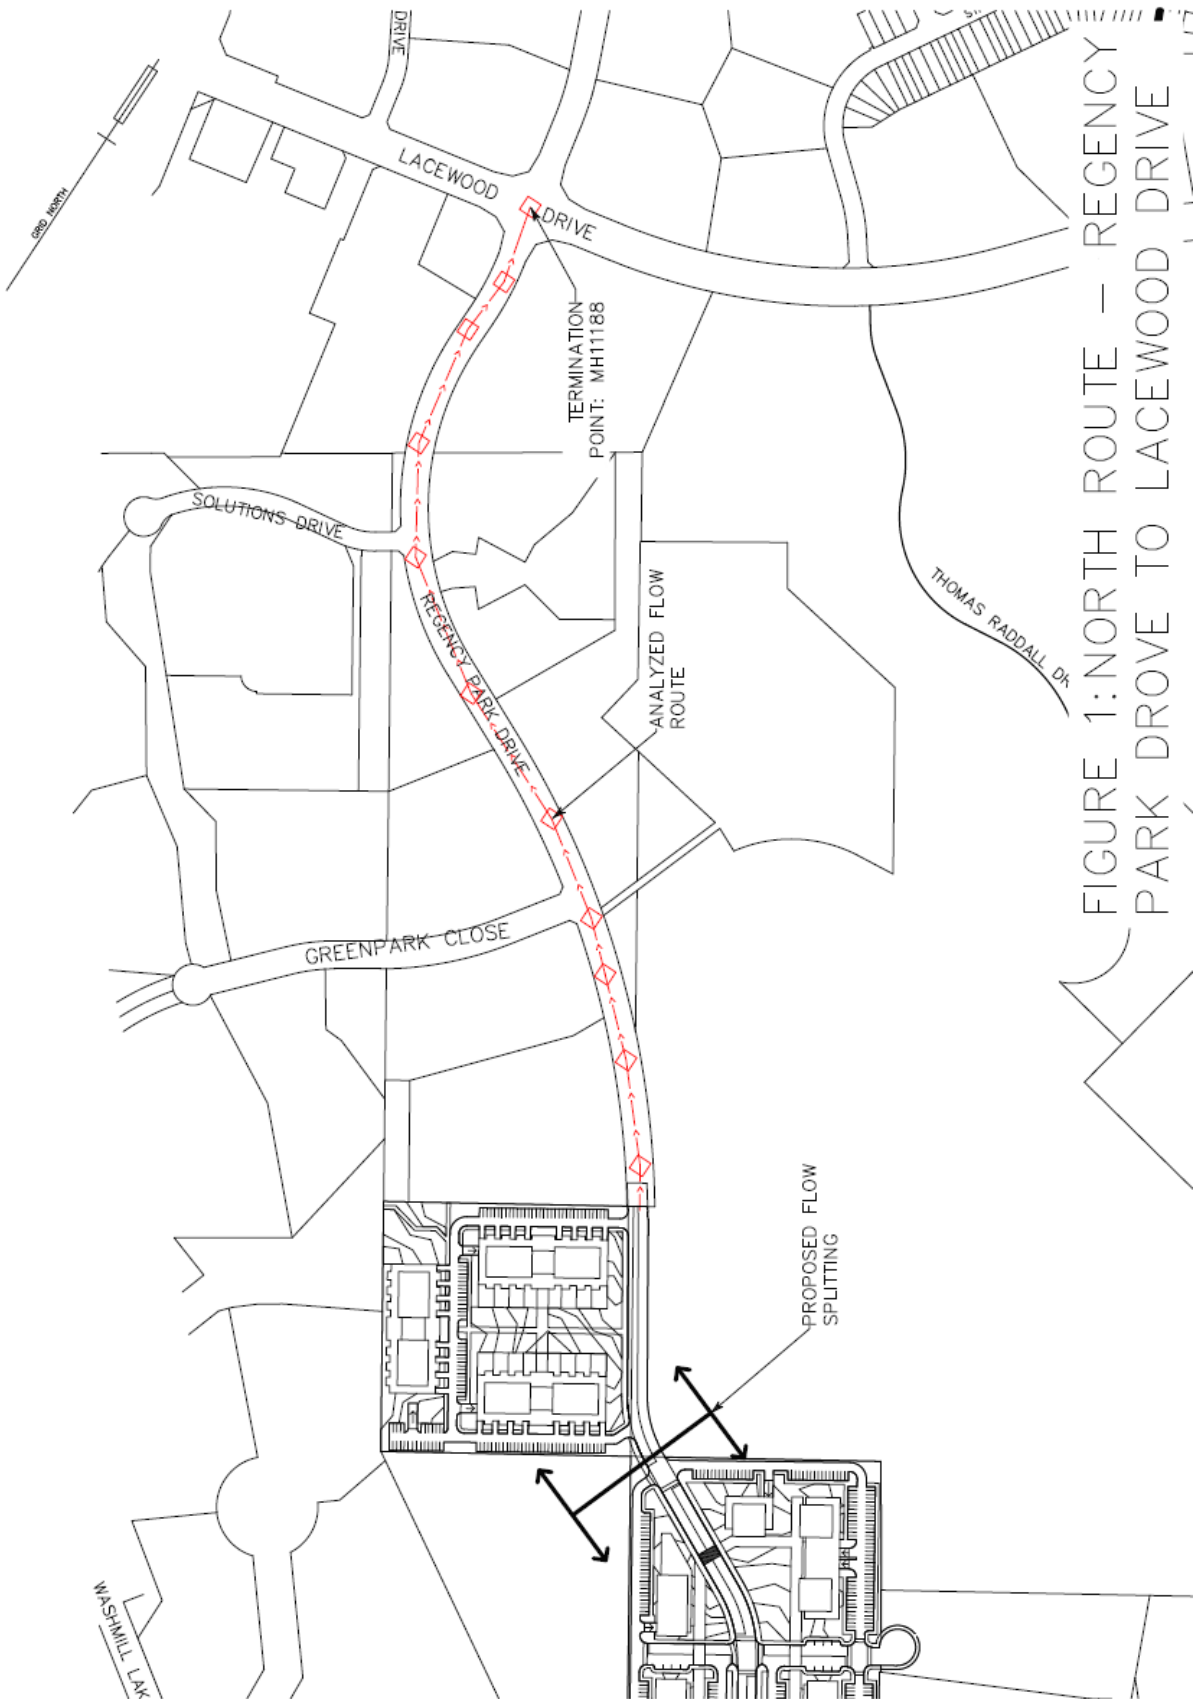 DRIVE
GRID NORTH
LACEWOOD
DRIVE
TERMINATION
POINT: MH11188
SOLUTIONS DRIVE
REGENCY PARK DRIVE
ANALYZED FLOW
ROUTE
THOMAS RADDALL DR
GREENPARK CLOSE
PROPOSED FLOW
SPLITTING
WASHMILL LAK
FIGURE 1: NORTH ROUTE – REGENCY
PARK DROVE TO LACEWOOD DRIVE